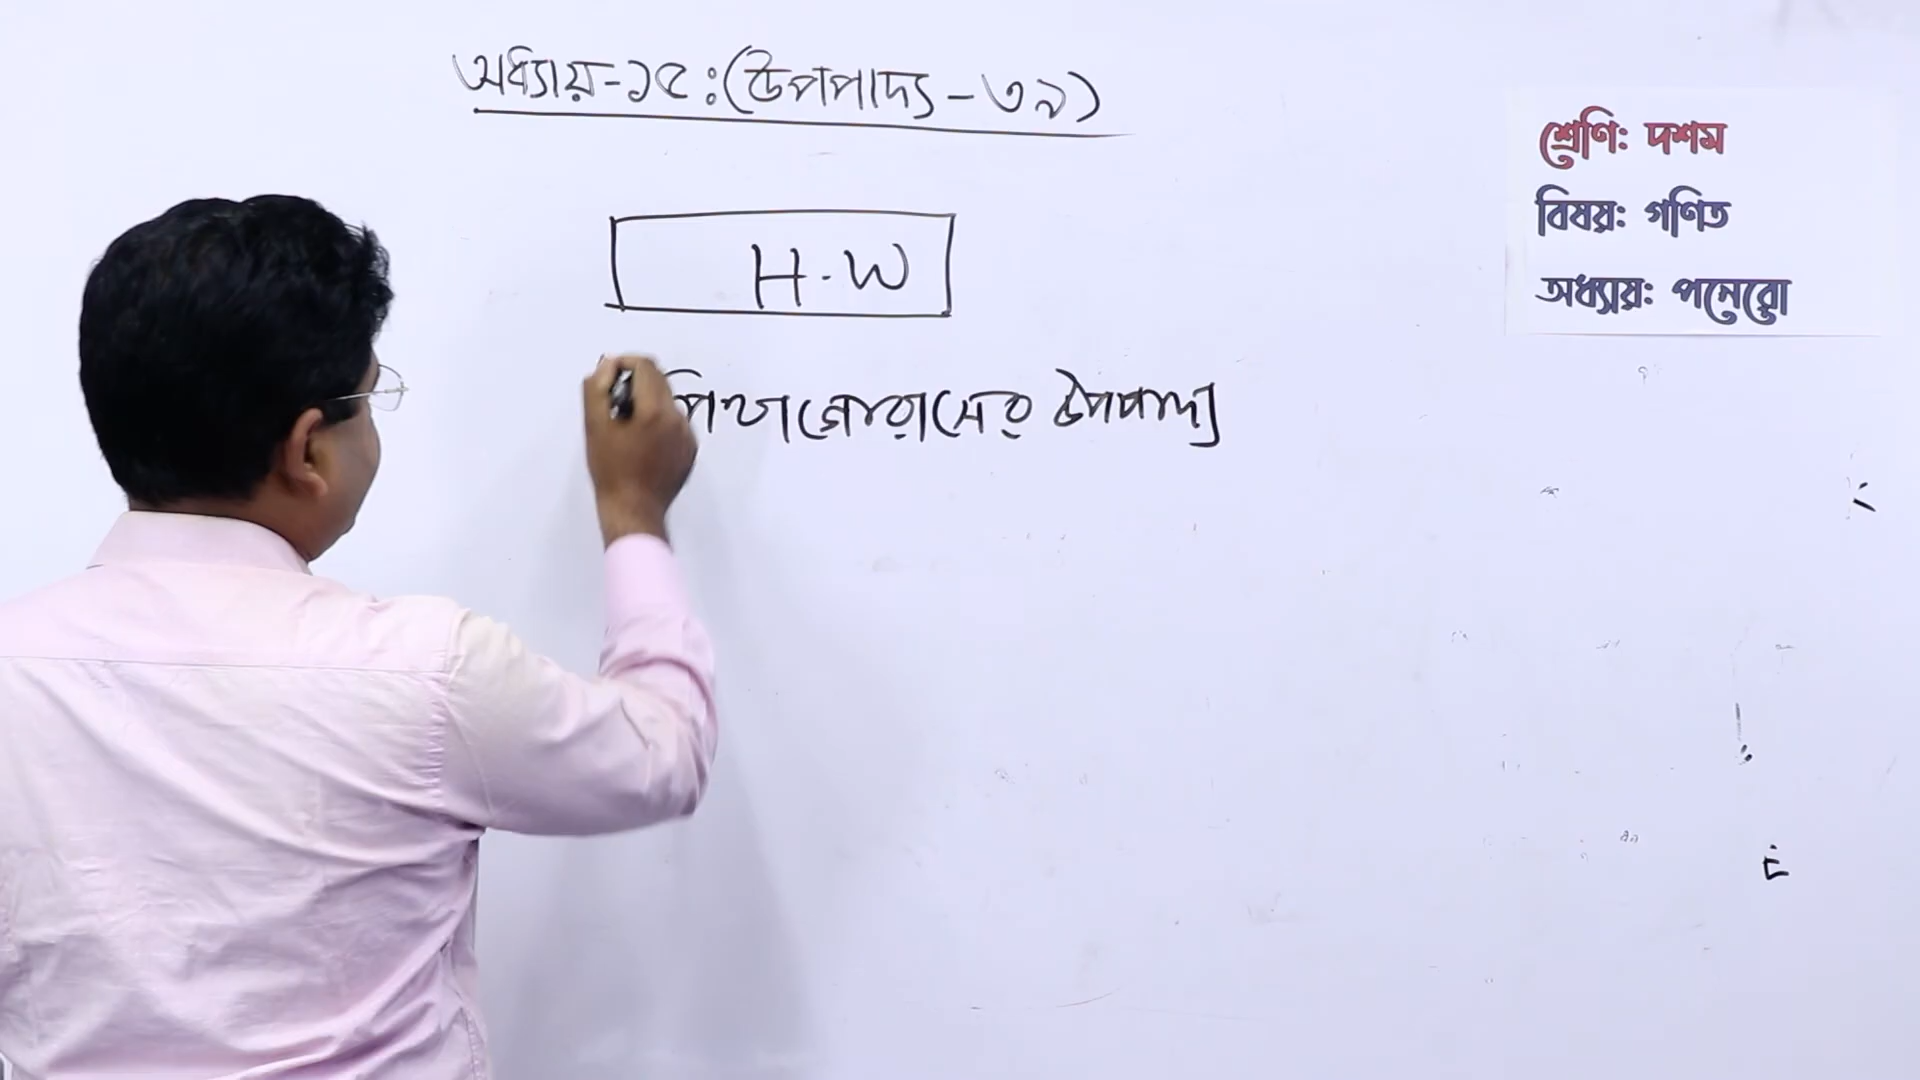 অধ্যায়-১৫:(উপপাদ্য-৩৯)
H.W
পিথাগোরাসের উপপাদ্য
শ্রেণি: দশম
বিষয়: গণিত
অধ্যায়: পনেরো